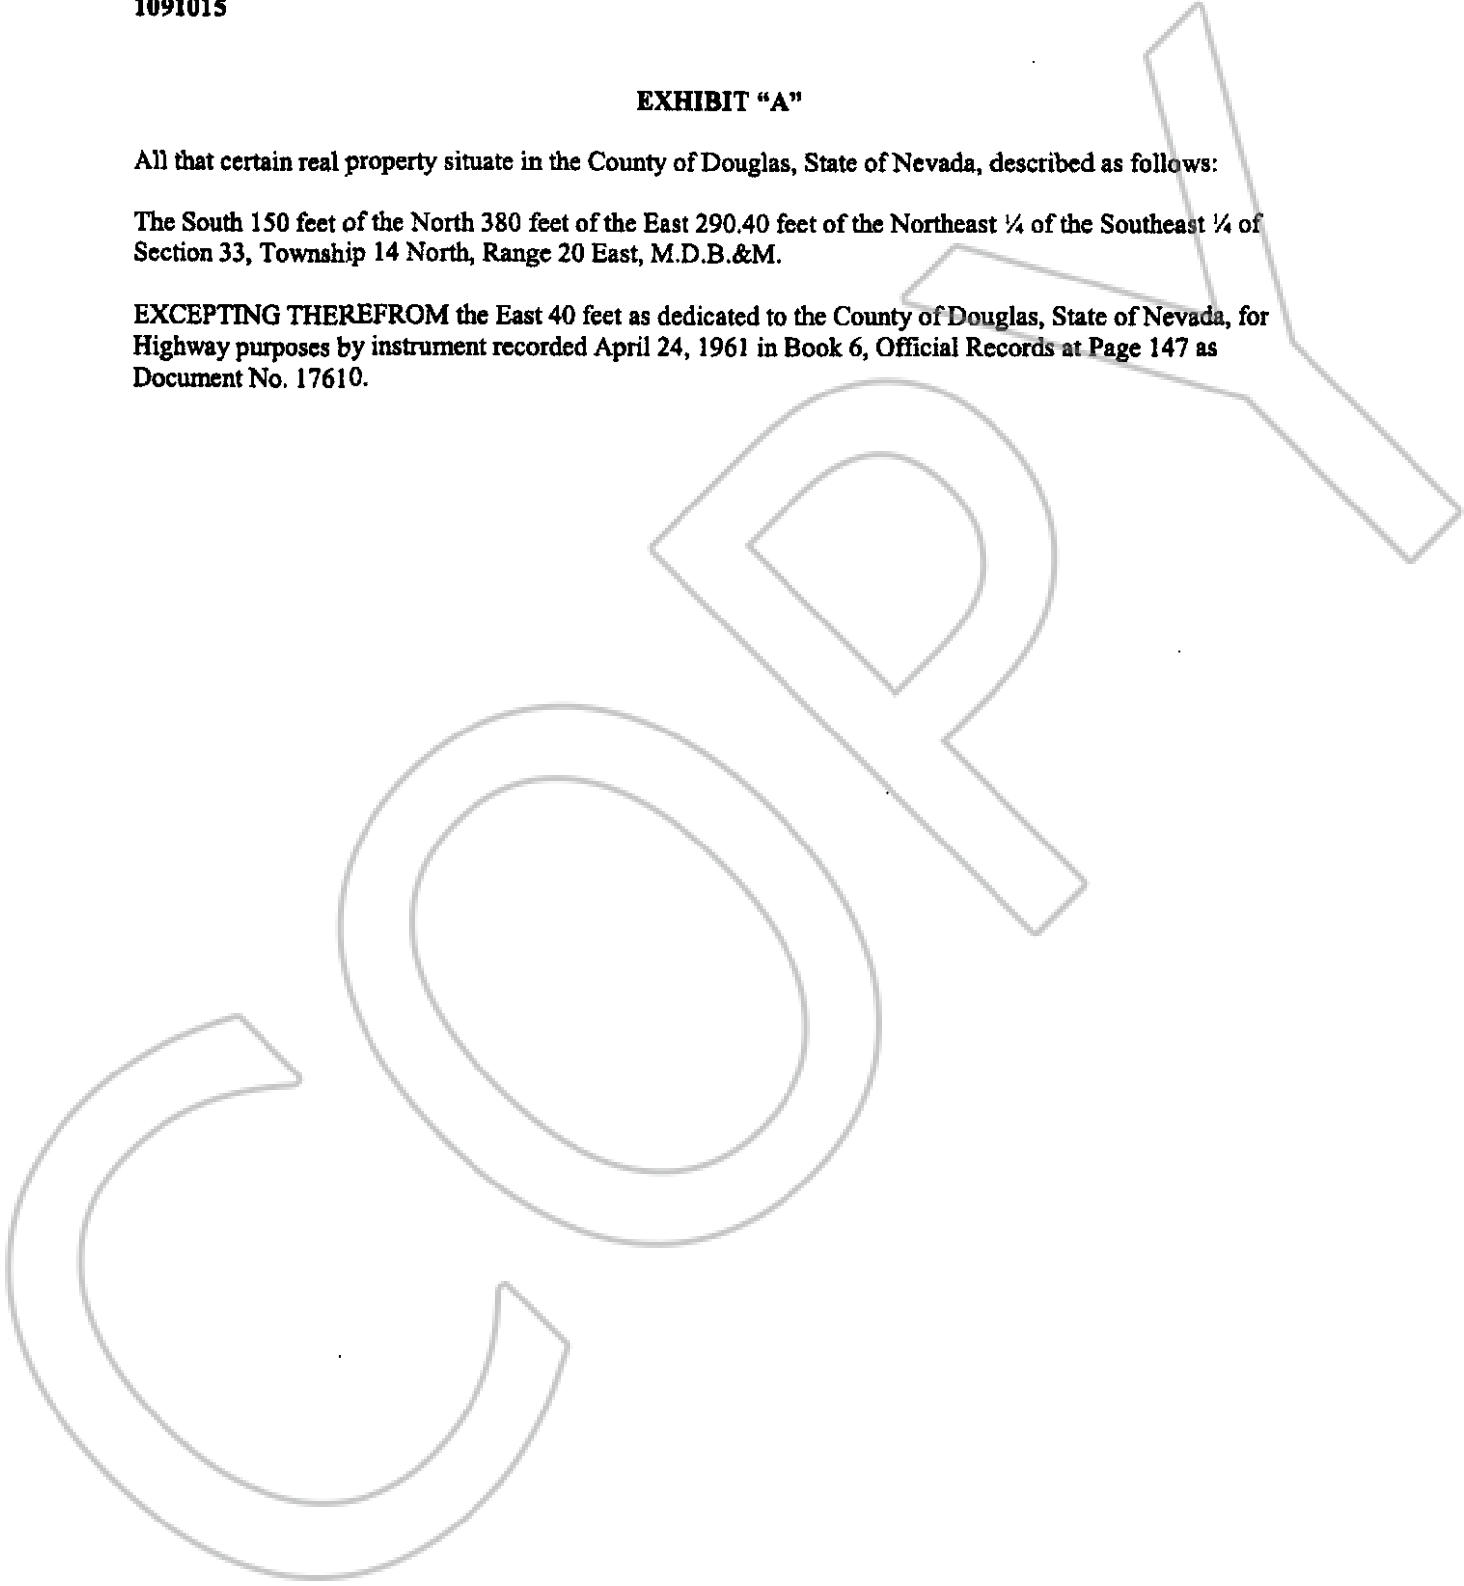 1091015
EXHIBIT “A”
All that certain real property situate in the County of Douglas, State of Nevada, described as follows:
The South 150 feet of the North 380 feet of the East 290.40 feet of the Northeast ¼ of the Southeast ¼ of
Section 33, Township 14 North, Range 20 East, M.D.B.&M.
EXCEPTING THEREFROM the East 40 feet as dedicated to the County of Douglas, State of Nevada, for
Highway purposes by instrument recorded April 24, 1961 in Book 6, Official Records at Page 147 as
Document No. 17610.
COPY